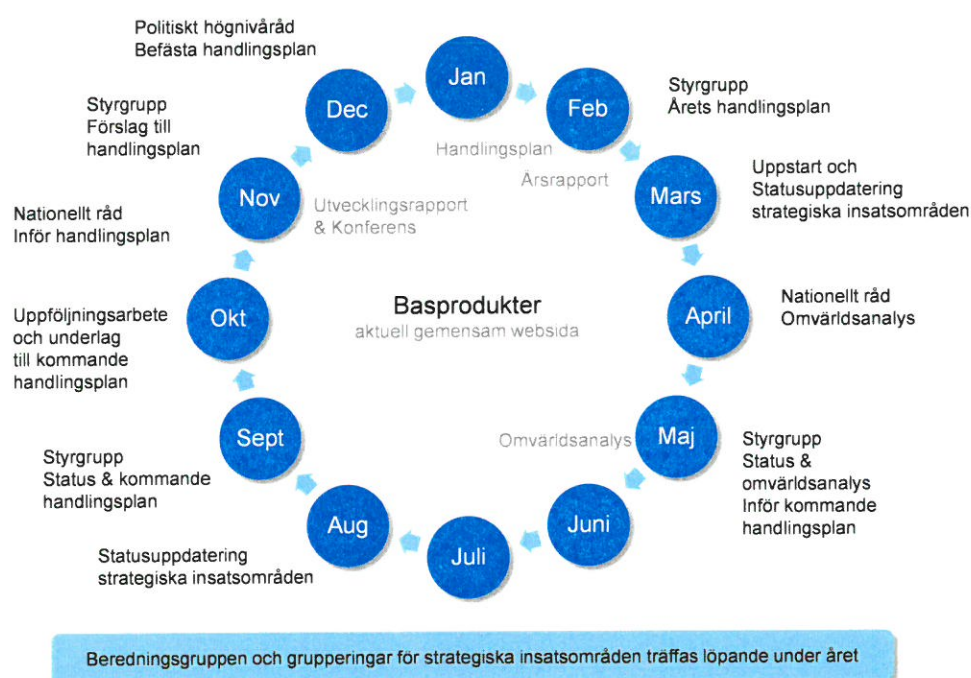 Politiskt högnivåråd
Befästa handlingsplan
Jan
Dec
Feb
Styrgrupp
Årets handlingsplan
Styrgrupp
Förslag till
handlingsplan
Handlingsplan
Årsrapport
Nov
Utvecklingsrapport
& Konferens
Mars
Uppstart och
Statusuppdatering
strategiska insatsområden
Nationellt råd
Inför handlingsplan
Okt
Basprodukter
aktuell gemensam websida
April
Nationellt råd
Omvärldsanalys
Uppföljningsarbete
och underlag
till kommande
handlingsplan
Sept
Omvärldsanalys
Maj
Styrgrupp
Status &
omvärldsanalys
Inför kommande
handlingsplan
Styrgrupp
Status & kommande
handlingsplan
Aug
Juni
Juli
Statusuppdatering
strategiska insatsområden
Beredningsgruppen och grupperingar för strategiska insatsområden träffas löpande under året